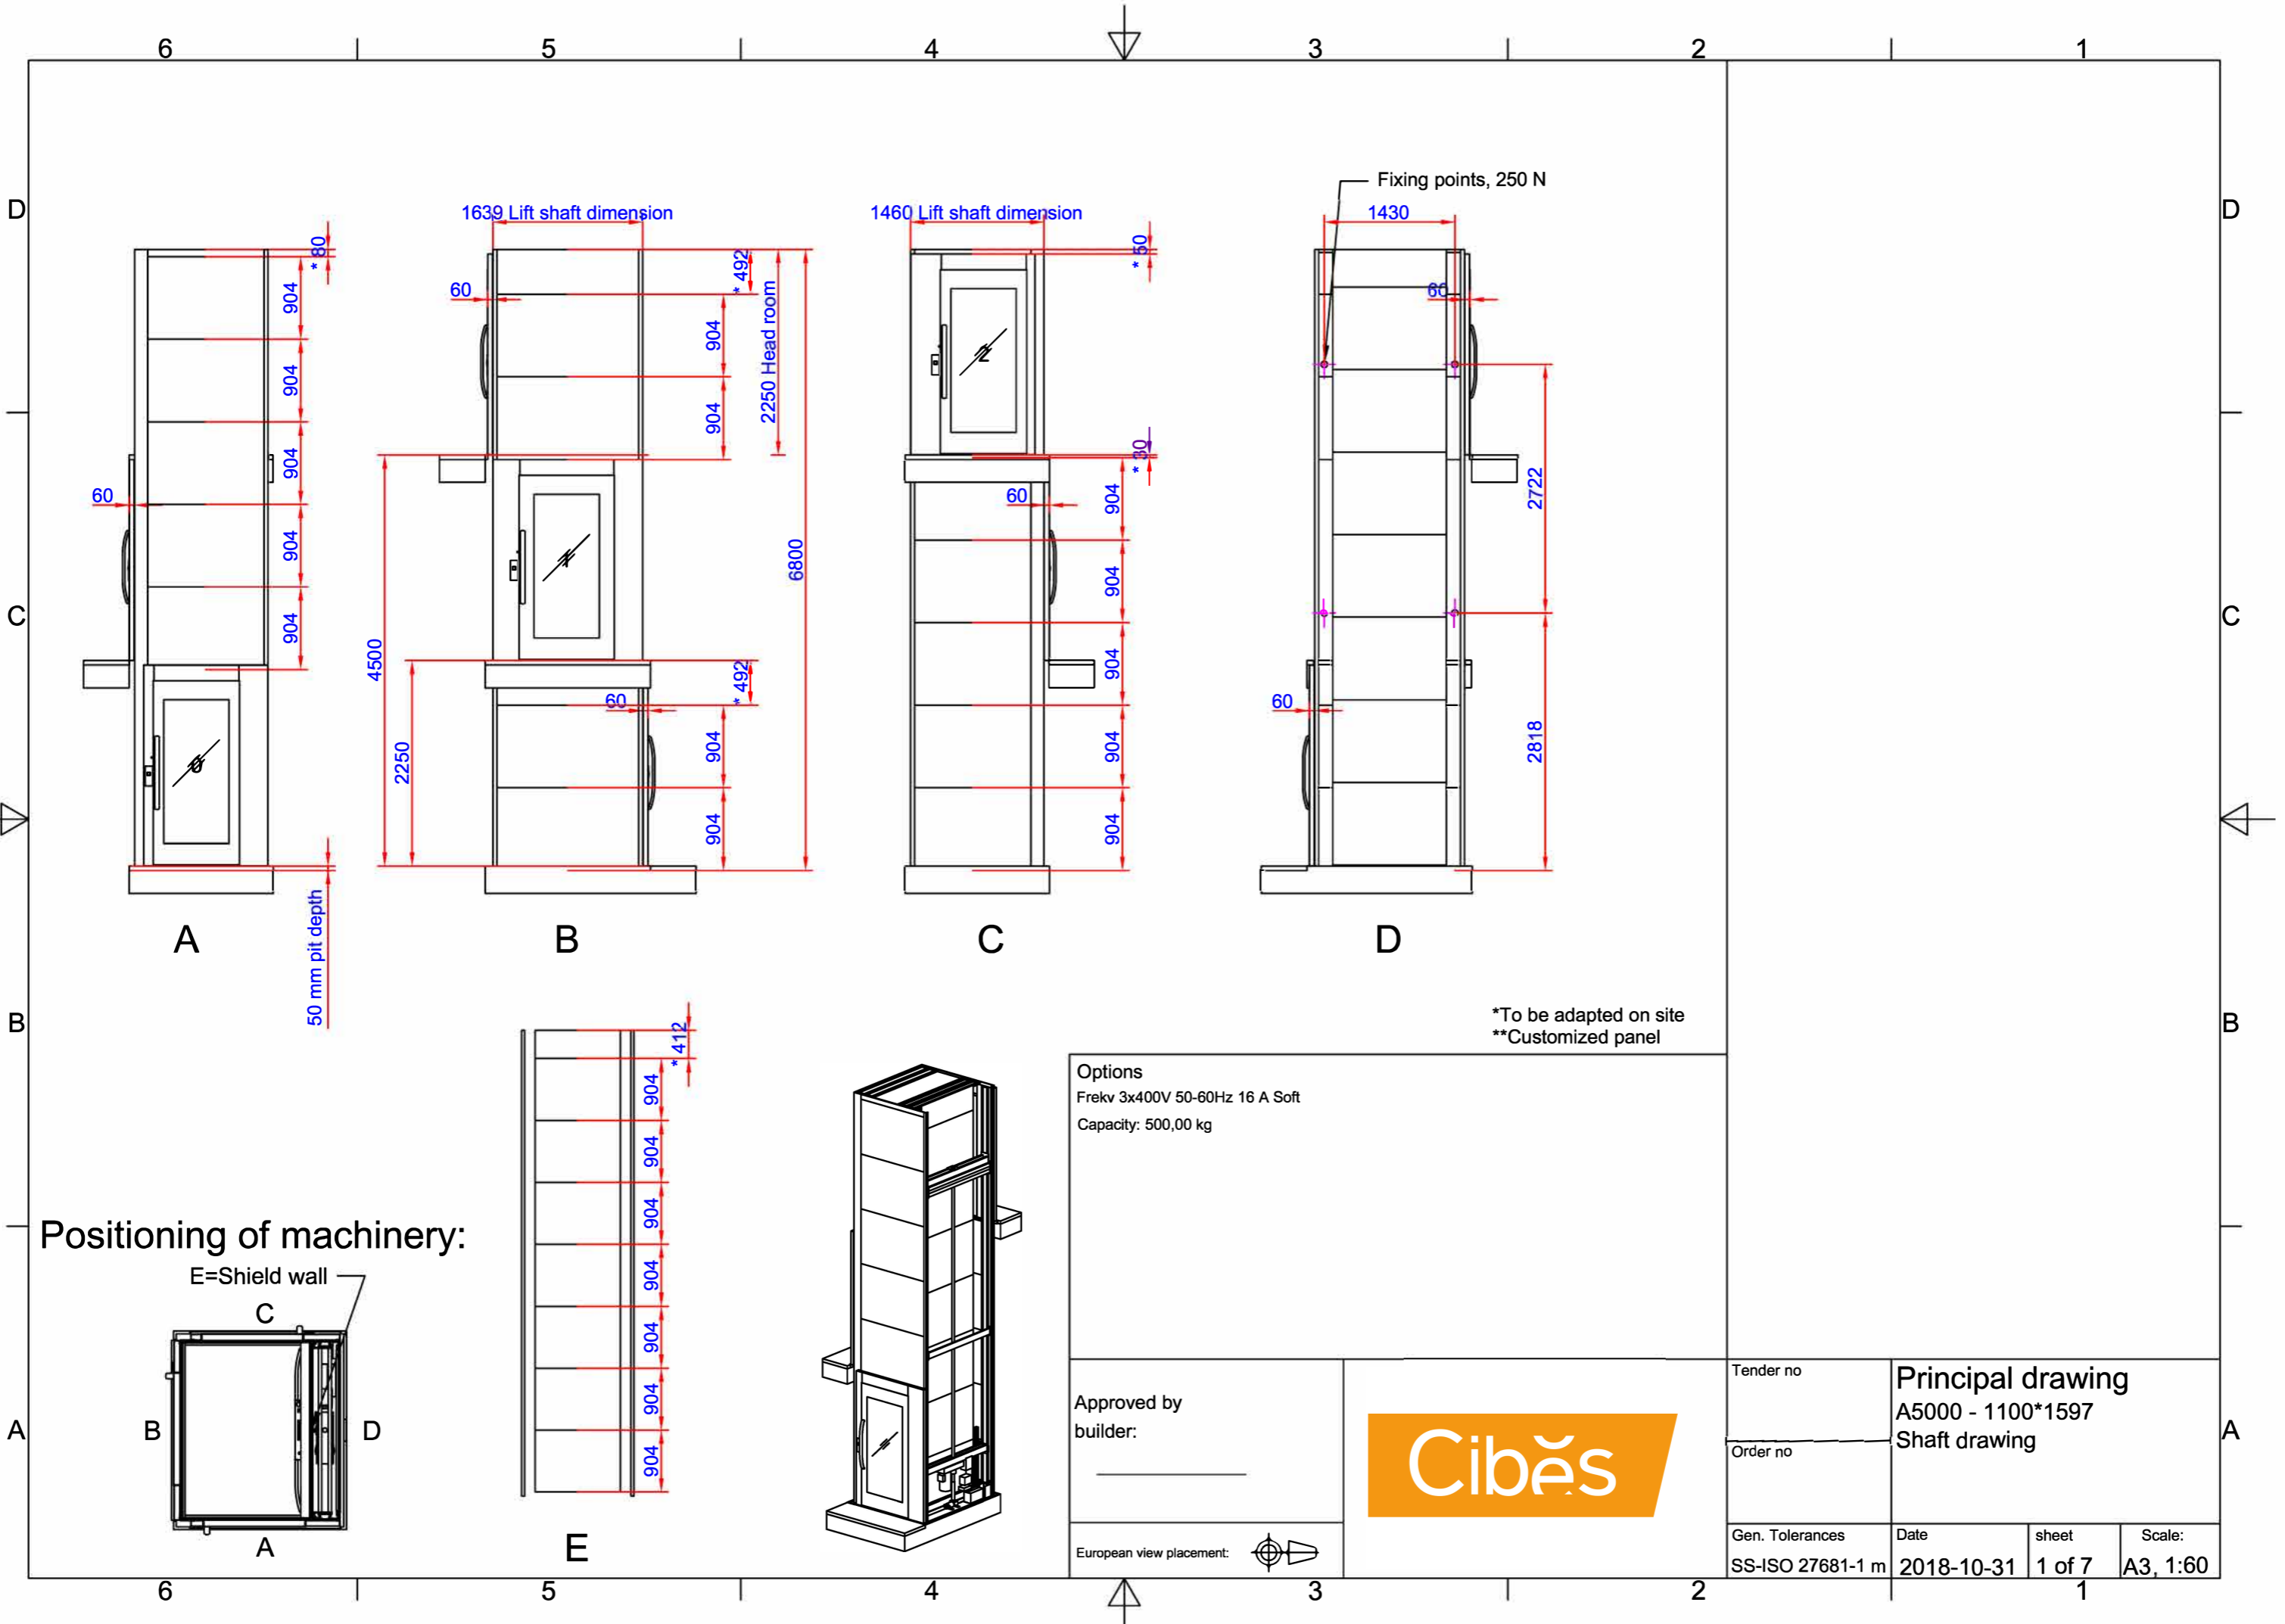 6 5 4 3 2 1
D
D
Fixing points, 250 N
1639 Lift shaft dimension
1460 Lift shaft dimension
1430
* 80
904
904
904
904
904
60
0
50 mm pit depth
A
60
* 492
904
904
2250 Head room
6800
4500
2250
1
* 492
60
904
904
B
* 50
2
* 30
60
904
904
904
904
904
C
60
2722
2818
60
D
C
C
B
B
*To be adapted on site
**Customized panel
* 412
904
904
904
904
904
904
904
E
Positioning of machinery:
E=Shield wall
C
B
D
A
Options
Frekv 3x400V 50-60Hz 16 A Soft
Capacity: 500,00 kg
Approved by
builder:
European view placement:
Cibes
Tender no
Order no
Principal drawing
A5000 - 1100*1597
Shaft drawing
Gen. Tolerances
SS-ISO 27681-1 m
Date
2018-10-31
sheet
1 of 7
Scale:
A3, 1:60
A
A
6 5 4 3 2 1